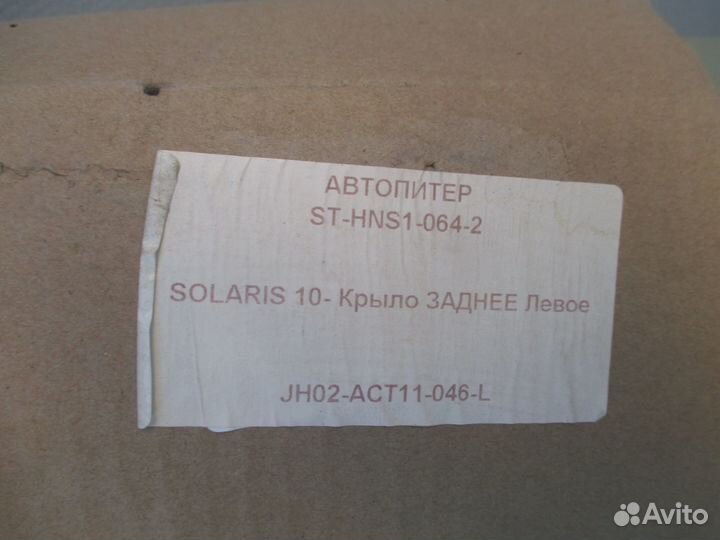 АВТОПИТЕР
ST-HNS1-064-2
SOLARIS 10- Крыло ЗАДНЕЕ Левое
JH02-ACT11-046-L
Avito